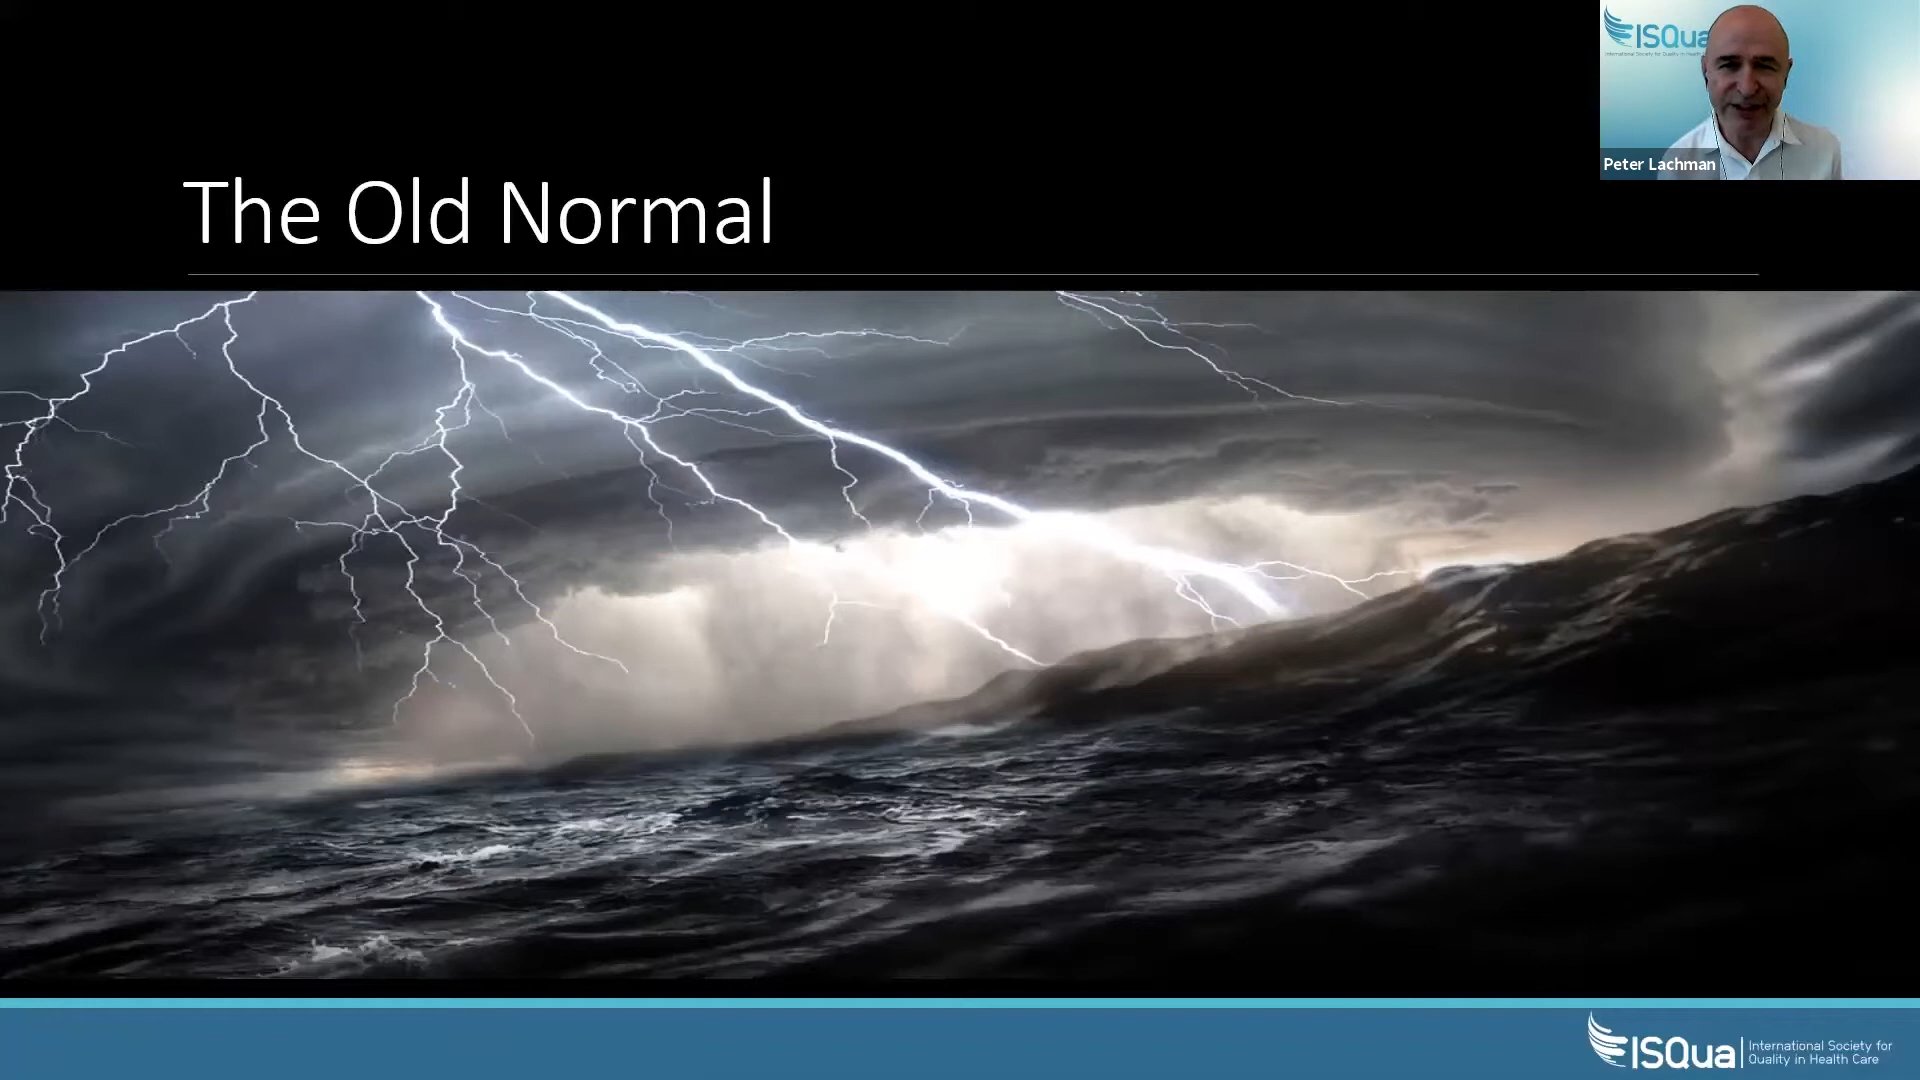 ISQua
Peter Lachman
The Old Normal
ISQua
International Society for
Quality in Health Care